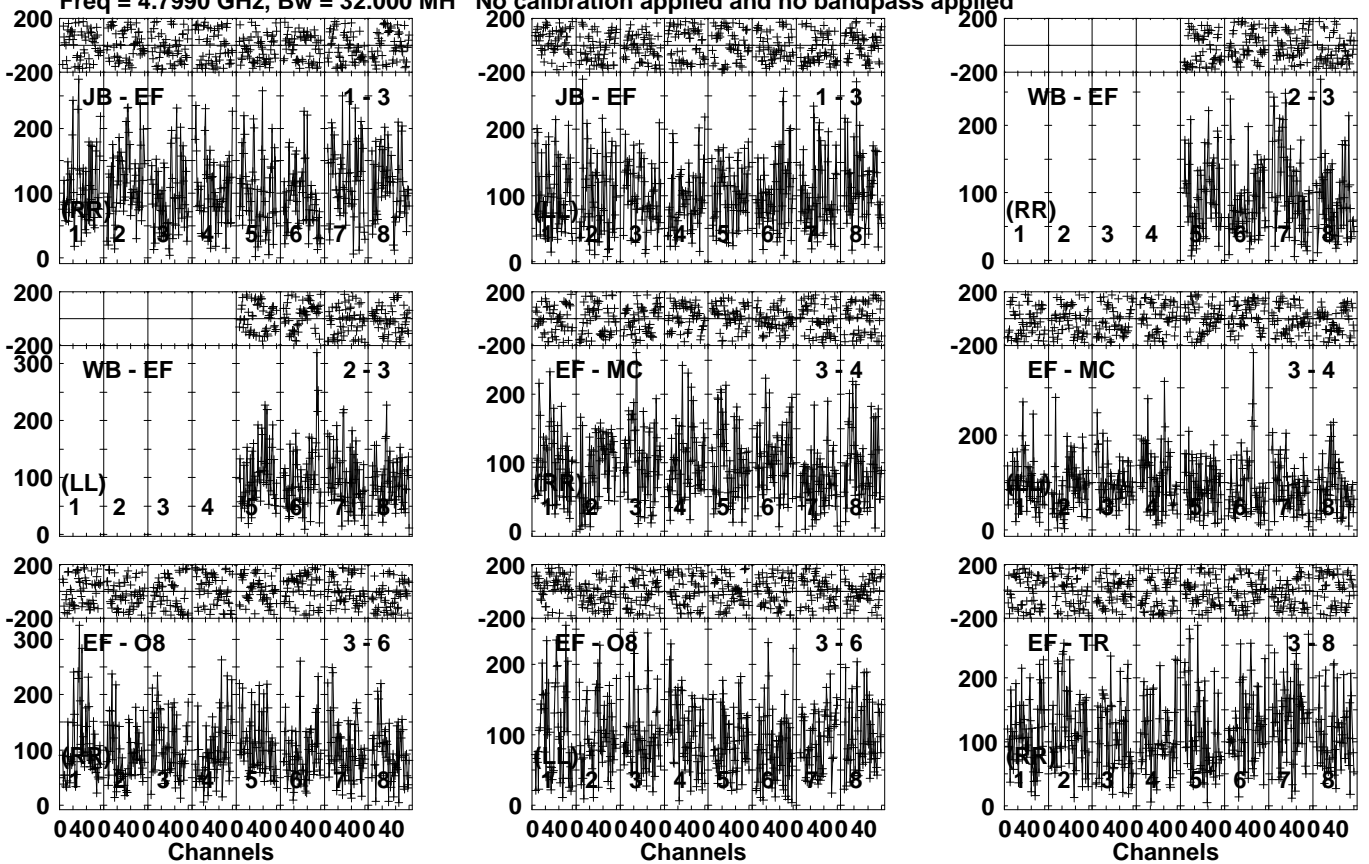 Freq = 4.7990 GHz, Bw = 32.000 MH No calibration applied and no bandpass applied
200 200 200
-200 -200 -200
JB - EF 1 - 3 JB - EF 1 - 3 WB - EF 2 - 3
200 200 200
100 100 100
(RR) (LL) (RR)
1 2 3 4 5 6 7 8 1 2 3 4 5 6 7 8 1 2 3 4 5 6 7 8
0 0 0
200 200 200
-200 -200 -200
300
WB - EF 2 - 3 EF - MC 3 - 4 EF - MC 3 - 4
200 200 200
100 100
(LL) (RR) (LL)
1 2 3 4 5 6 7 8 1 2 3 4 5 6 7 8 1 2 3 4 5 6 7 8
0 0 0
200 200 200
-200 -200 -200
300
EF - O8 3 - 6 EF - O8 3 - 6 EF - TR 3 - 8
200 200 200
100 100 100
(RR) (LL) (RR)
1 2 3 4 5 6 7 8 1 2 3 4 5 6 7 8 1 2 3 4 5 6 7 8
0 0 0
0 40 0 40 0 40 0 40 0 40 0 40 0 40 0 40 0 40 0 40 0 40 0 40 0 40 0 40 0 40 0 40 0 40 0 40 0 40 0 40 0 40 0 40 0 40 0 40
Channels Channels Channels